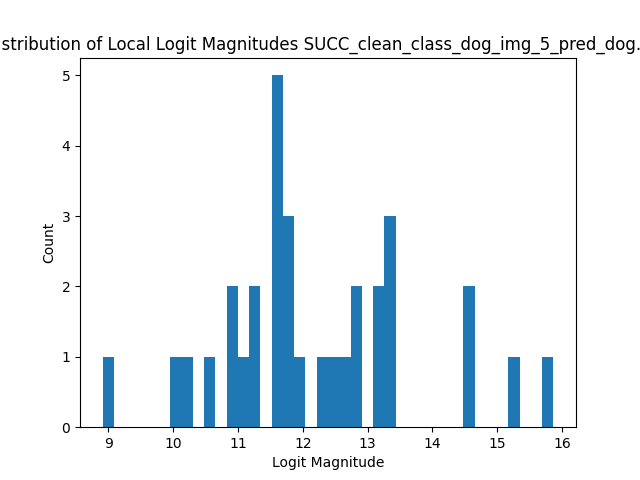 stribution of Local Logit Magnitudes SUCC_clean_class_dog_img_5_pred_dog.
5
4
3
2
1
0
Count
9 10 11 12 13 14 15 16
Logit Magnitude